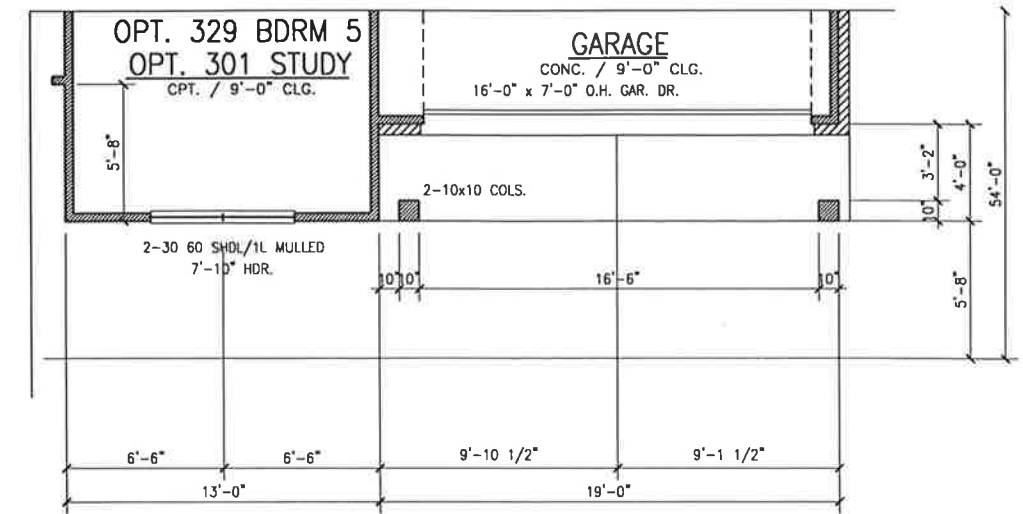 OPT. 329 BDRM 5
OPT. 301 STUDY
CPT. / 9'-0" CLG.
GARAGE
CONC. / 9'-0" CLG.
16'-0" x 7'-0" O.H. GAR. DR.
5'-8"
3'-2"
4'-0"
54'-0"
2-10x10 COLS.
10"
2-30 60 SHDL/1L MULLED
7'-10" HDR.
10"
10"
16'-6"
10"
5'-8"
6'-6"
6'-6"
9'-10 1/2"
9'-1 1/2"
13'-0"
19'-0"